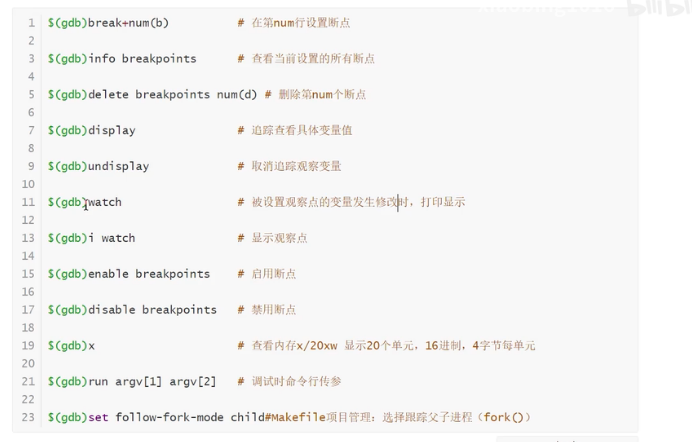 1 $(gdb)break+num(b) # 在第num行设置断点
2
3 $(gdb)info breakpoints # 查看当前设置的所有断点
4
5 $(gdb)delete breakpoints num(d) # 删除第num个断点
6
7 $(gdb)display # 追踪查看具体变量值
8
9 $(gdb)undisplay # 取消追踪观察变量
10
11 $(gdb)watch # 被设置观察点的变量发生修改时，打印显示
12
13 $(gdb)i watch # 显示观察点
14
15 $(gdb)enable breakpoints # 启用断点
16
17 $(gdb)disable breakpoints # 禁用断点
18
19 $(gdb)x # 查看内存x/20xw 显示20个单元，16进制，4字节每单元
20
21 $(gdb)run argv[1] argv[2] # 调试时命令行传参
22
23 $(gdb)set follow-fork-mode child#Makefile项目管理：选择跟踪父子进程（fork()）